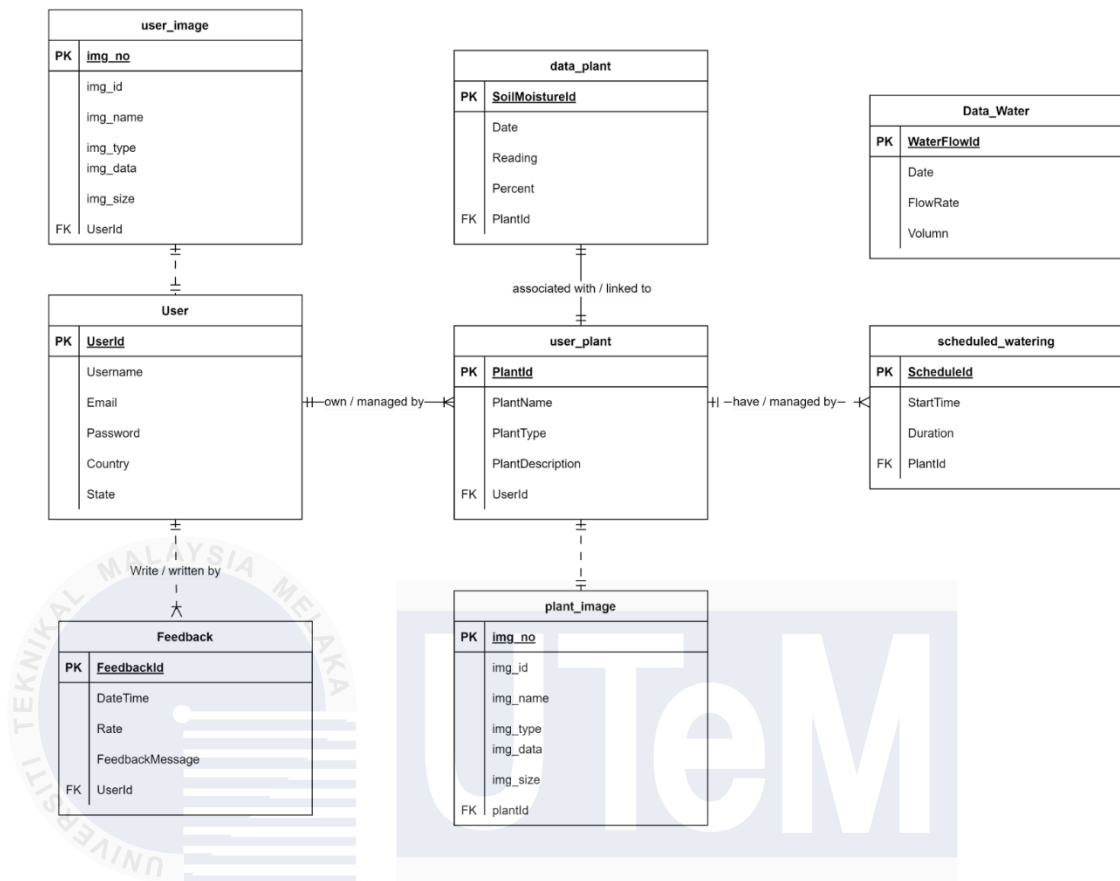 user_image
PK img_no
img_id
img_name
img_type
img_data
img_size
FK UserId
data_plant
PK SoilMoistureId
Date
Reading
Percent
FK PlantId
Data_Water
PK WaterFlowId
Date
FlowRate
Volumn
associated with / linked to
User
PK UserId
Username
Email
Password
Country
State
own / managed by
user_plant
PK PlantId
PlantName
PlantType
PlantDescription
FK UserId
have / managed by
scheduled_watering
PK ScheduleId
StartTime
Duration
FK PlantId
Write / written by
Feedback
PK FeedbackId
DateTime
Rate
FeedbackMessage
FK UserId
plant_image
PK img_no
img_id
img_name
img_type
img_data
img_size
FK plantId
UNIVERSITI TEKNIKAL MALAYSIA MELAKA
UTeM